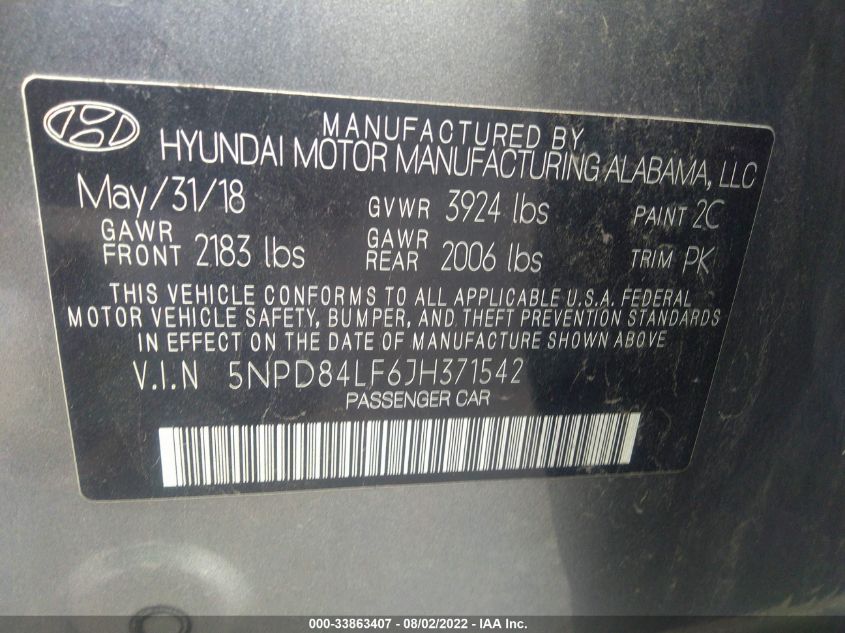 MANUFACTURED BY
HYUNDAI MOTOR MANUFACTURING ALABAMA, LLC
May/31/18 GVWR 3924 lbs PAINT 2C
GAWR FRONT 2183 lbs GAWR REAR 2006 lbs TRIM PK
THIS VEHICLE CONFORMS TO ALL APPLICABLE U.S.A. FEDERAL
MOTOR VEHICLE SAFETY, BUMPER, AND THEFT PREVENTION STANDARDS
IN EFFECT ON THE DATE OF MANUFACTURE SHOWN ABOVE
V.I.N 5NPD84LF6JH371542
PASSENGER CAR
000-33863407 - 08/02/2022 - IAA Inc.